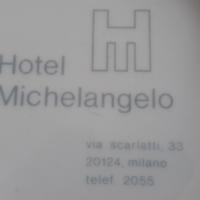 Hotel
Michelangelo
via scarlatti, 33
20124, milano
telef. 2055